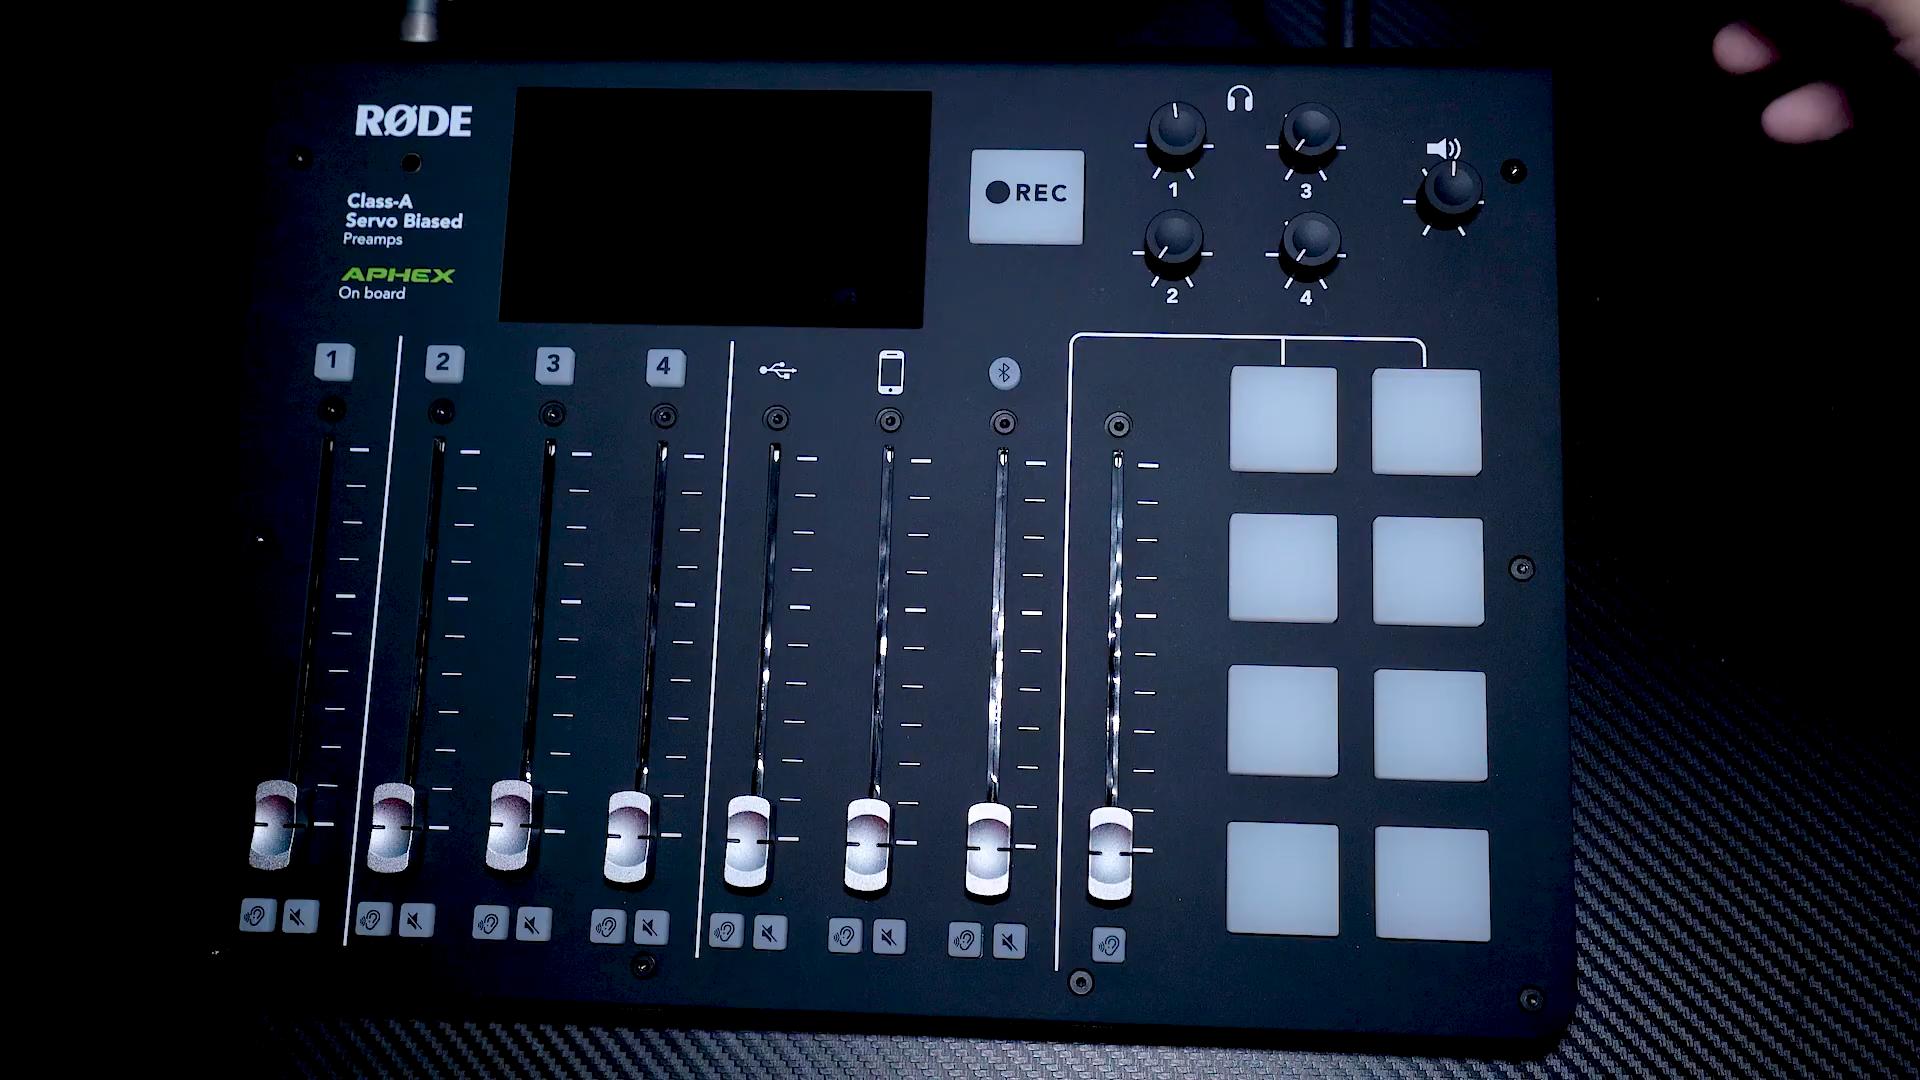 RØDE
Class-A
Servo Biased
Preamps
APHEX
On board
REC
1
3
2
4
1
2
3
4